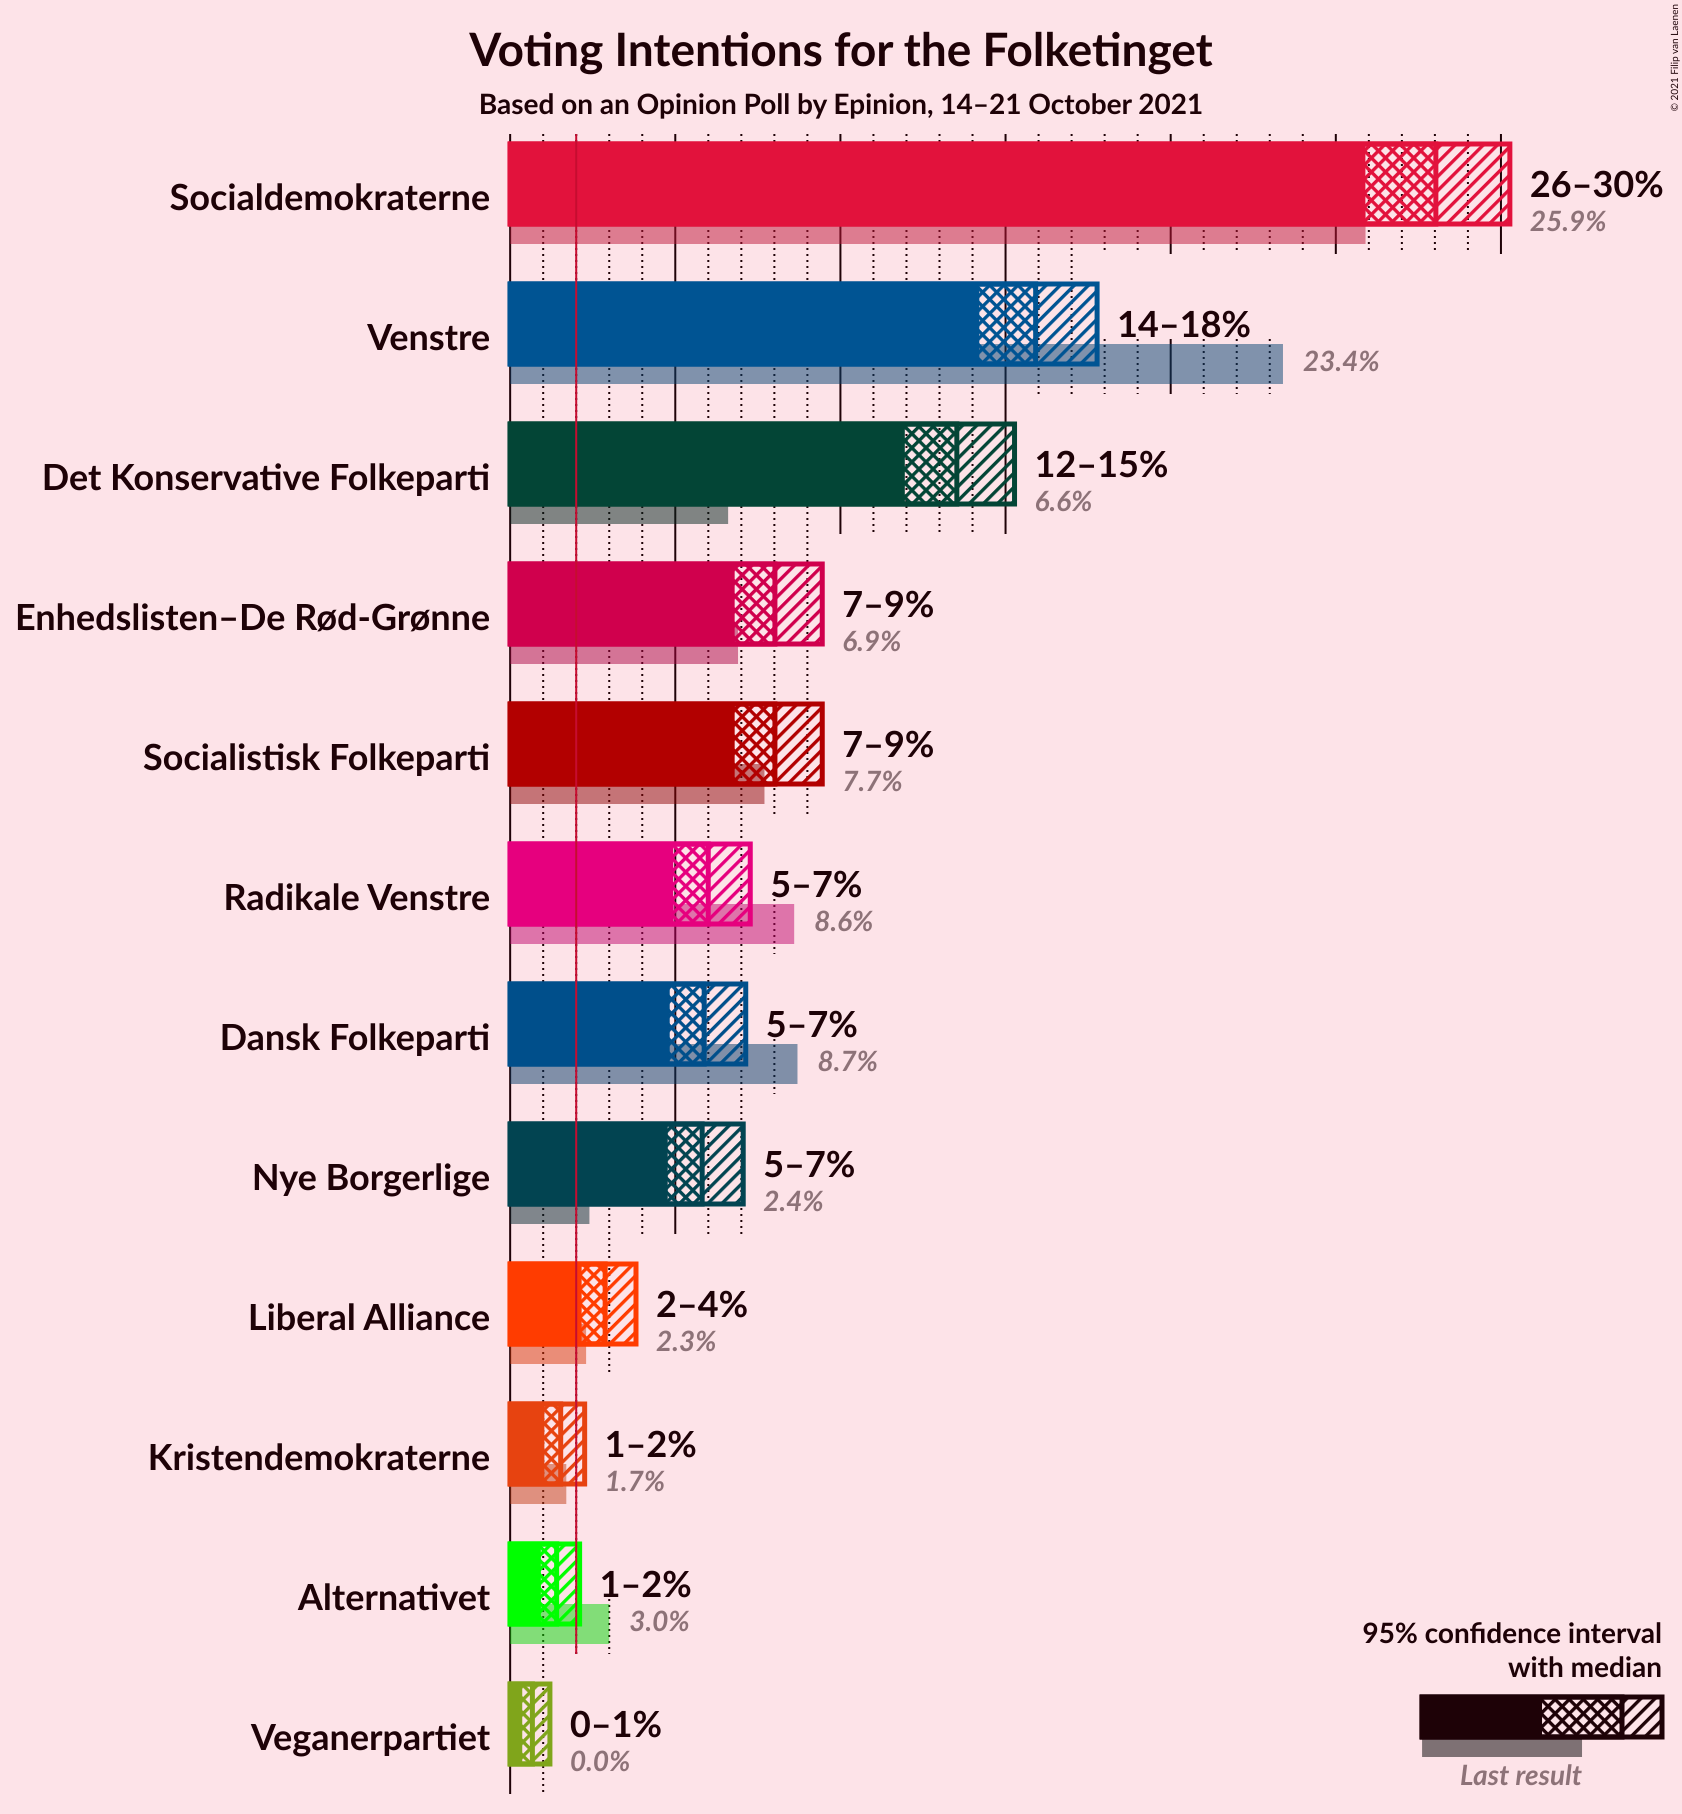 Voting Intentions for the Folketinget
Based on an Opinion Poll by Epinion, 14–21 October 2021
© 2021 Filip van Laenen
Socialdemokraterne
26–30%
25.9%
Venstre
14–18%
23.4%
Det Konservative Folkeparti
12–15%
6.6%
Enhedslisten–De Rød-Grønne
7–9%
6.9%
Socialistisk Folkeparti
7–9%
7.7%
Radikale Venstre
5–7%
8.6%
Dansk Folkeparti
5–7%
8.7%
Nye Borgerlige
5–7%
2.4%
Liberal Alliance
2–4%
2.3%
Kristendemokraterne
1–2%
1.7%
Alternativet
1–2%
3.0%
Veganerpartiet
0–1%
0.0%
95% confidence interval
with median
Last result